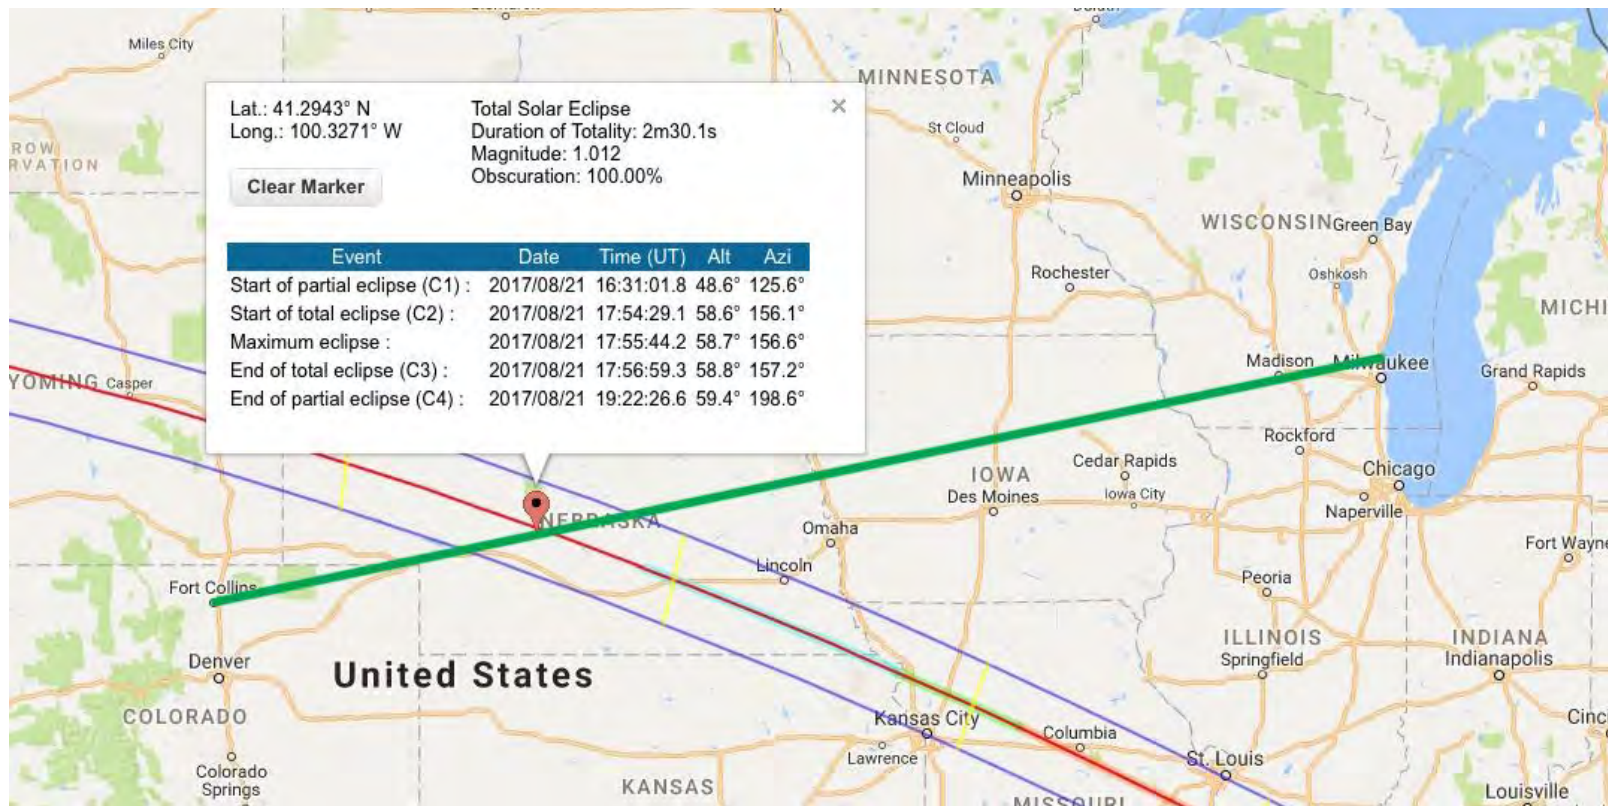 Duluth
Miles City
MINNESOTA
Lat.: 41.2943° N
Long.: 100.3271° W
Clear Marker
Total Solar Eclipse
Duration of Totality: 2m30.1s
Magnitude: 1.012
Obscuration: 100.00%
×
Event Date Time (UT) Alt Azi
Start of partial eclipse (C1) : 2017/08/21 16:31:01.8 48.6° 125.6°
Start of total eclipse (C2) : 2017/08/21 17:54:29.1 58.6° 156.1°
Maximum eclipse : 2017/08/21 17:55:44.2 58.7° 156.6°
End of total eclipse (C3) : 2017/08/21 17:56:59.3 58.8° 157.2°
End of partial eclipse (C4) : 2017/08/21 19:22:26.6 59.4° 198.6°
St Cloud
ROW
RVATION
Minneapolis
WISCONSIN
Green Bay
Rochester
Oshkosh
MICHI
YOMING
Casper
Madison
Milwaukee
Grand Rapids
Rockford
Cedar Rapids
Chicago
IOWA
Des Moines
Iowa City
Naperville
NEBRASKA
Omaha
Fort Wayne
Lincoln
Fort Collins
Peoria
ILLINOIS
INDIANA
Springfield
Indianapolis
Denver
United States
COLORADO
Kansas City
Cinc
Columbia
Lawrence
St. Louis
Colorado
Springs
KANSAS
Louisville
MISSOURI